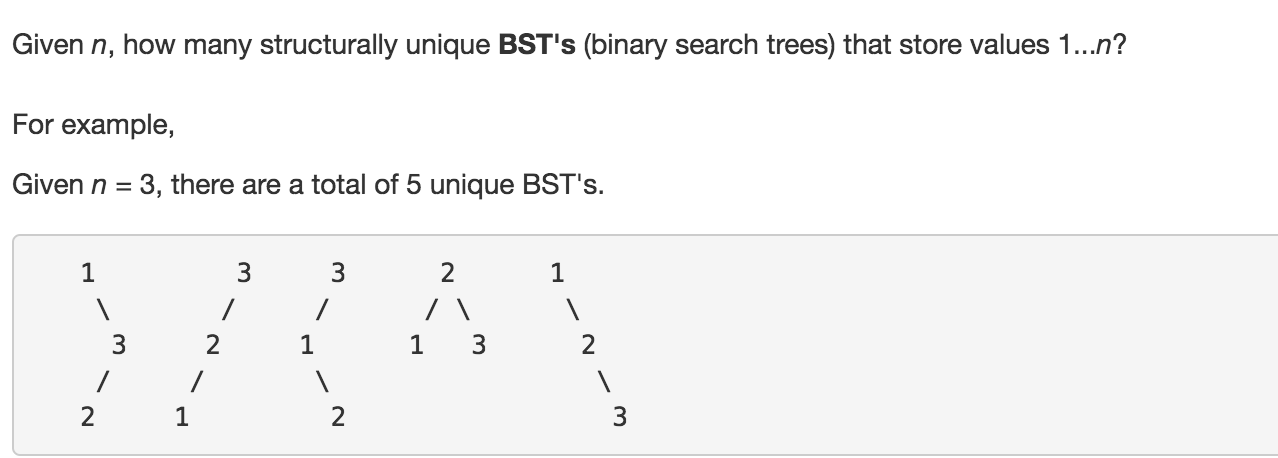 Given n, how many structurally unique BST's (binary search trees) that store values 1...n?
For example,
Given n = 3, there are a total of 5 unique BST's.
1         3     3      2      1
 \       /     /      / \      \
  3     2     1      1   3      2
 /     /       \                 \
2     1         2                 3